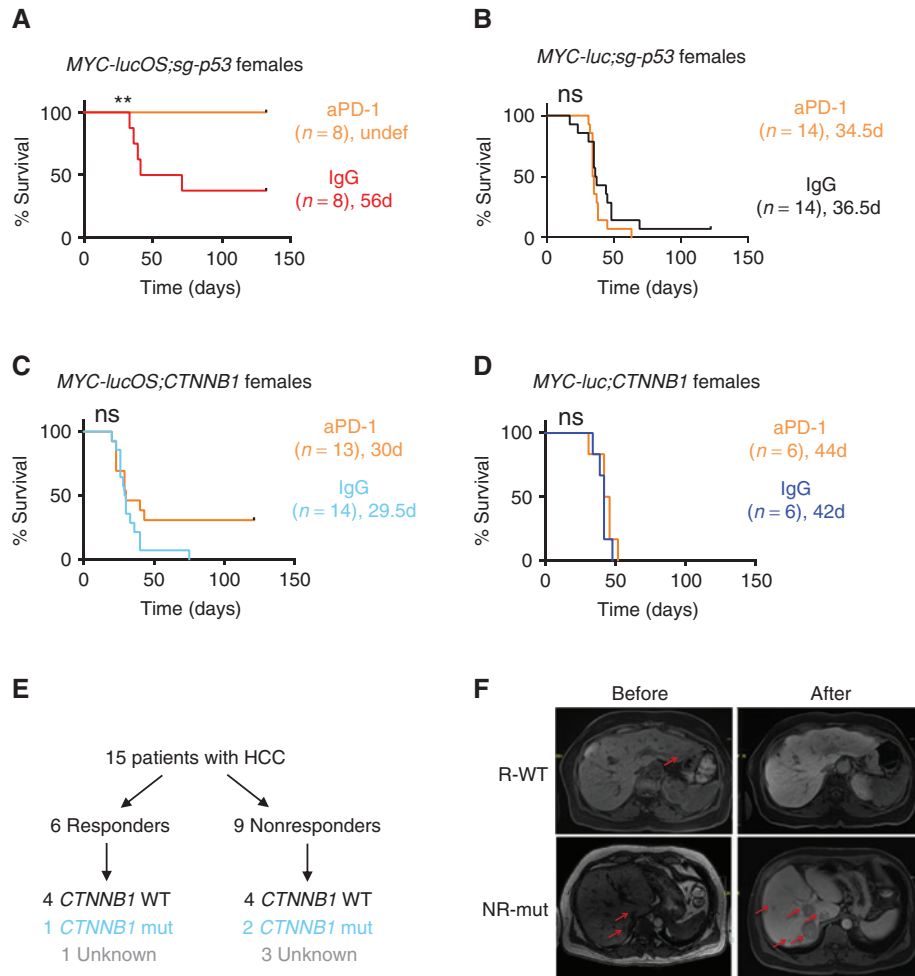 A
MYC-lucOS;sg-p53 females
**
100
50
0
% Survival
0 50 100 150
Time (days)
aPD-1
(n = 8), undef
IgG
(n = 8), 56d
B
MYC-luc;sg-p53 females
ns
100
50
0
% Survival
0 50 100 150
Time (days)
aPD-1
(n = 14), 34.5d
IgG
(n = 14), 36.5d
C
MYC-lucOS;CTNNB1 females
ns
100
50
0
% Survival
0 50 100 150
Time (days)
aPD-1
(n = 13), 30d
IgG
(n = 14), 29.5d
D
MYC-luc;CTNNB1 females
ns
100
50
0
% Survival
0 50 100 150
Time (days)
aPD-1
(n = 6), 44d
IgG
(n = 6), 42d
E
15 patients with HCC
6 Responders 9 Nonresponders
4 CTNNB1 WT 4 CTNNB1 WT
1 CTNNB1 mut 2 CTNNB1 mut
1 Unknown 3 Unknown
F
Before After
R-WT
NR-mut